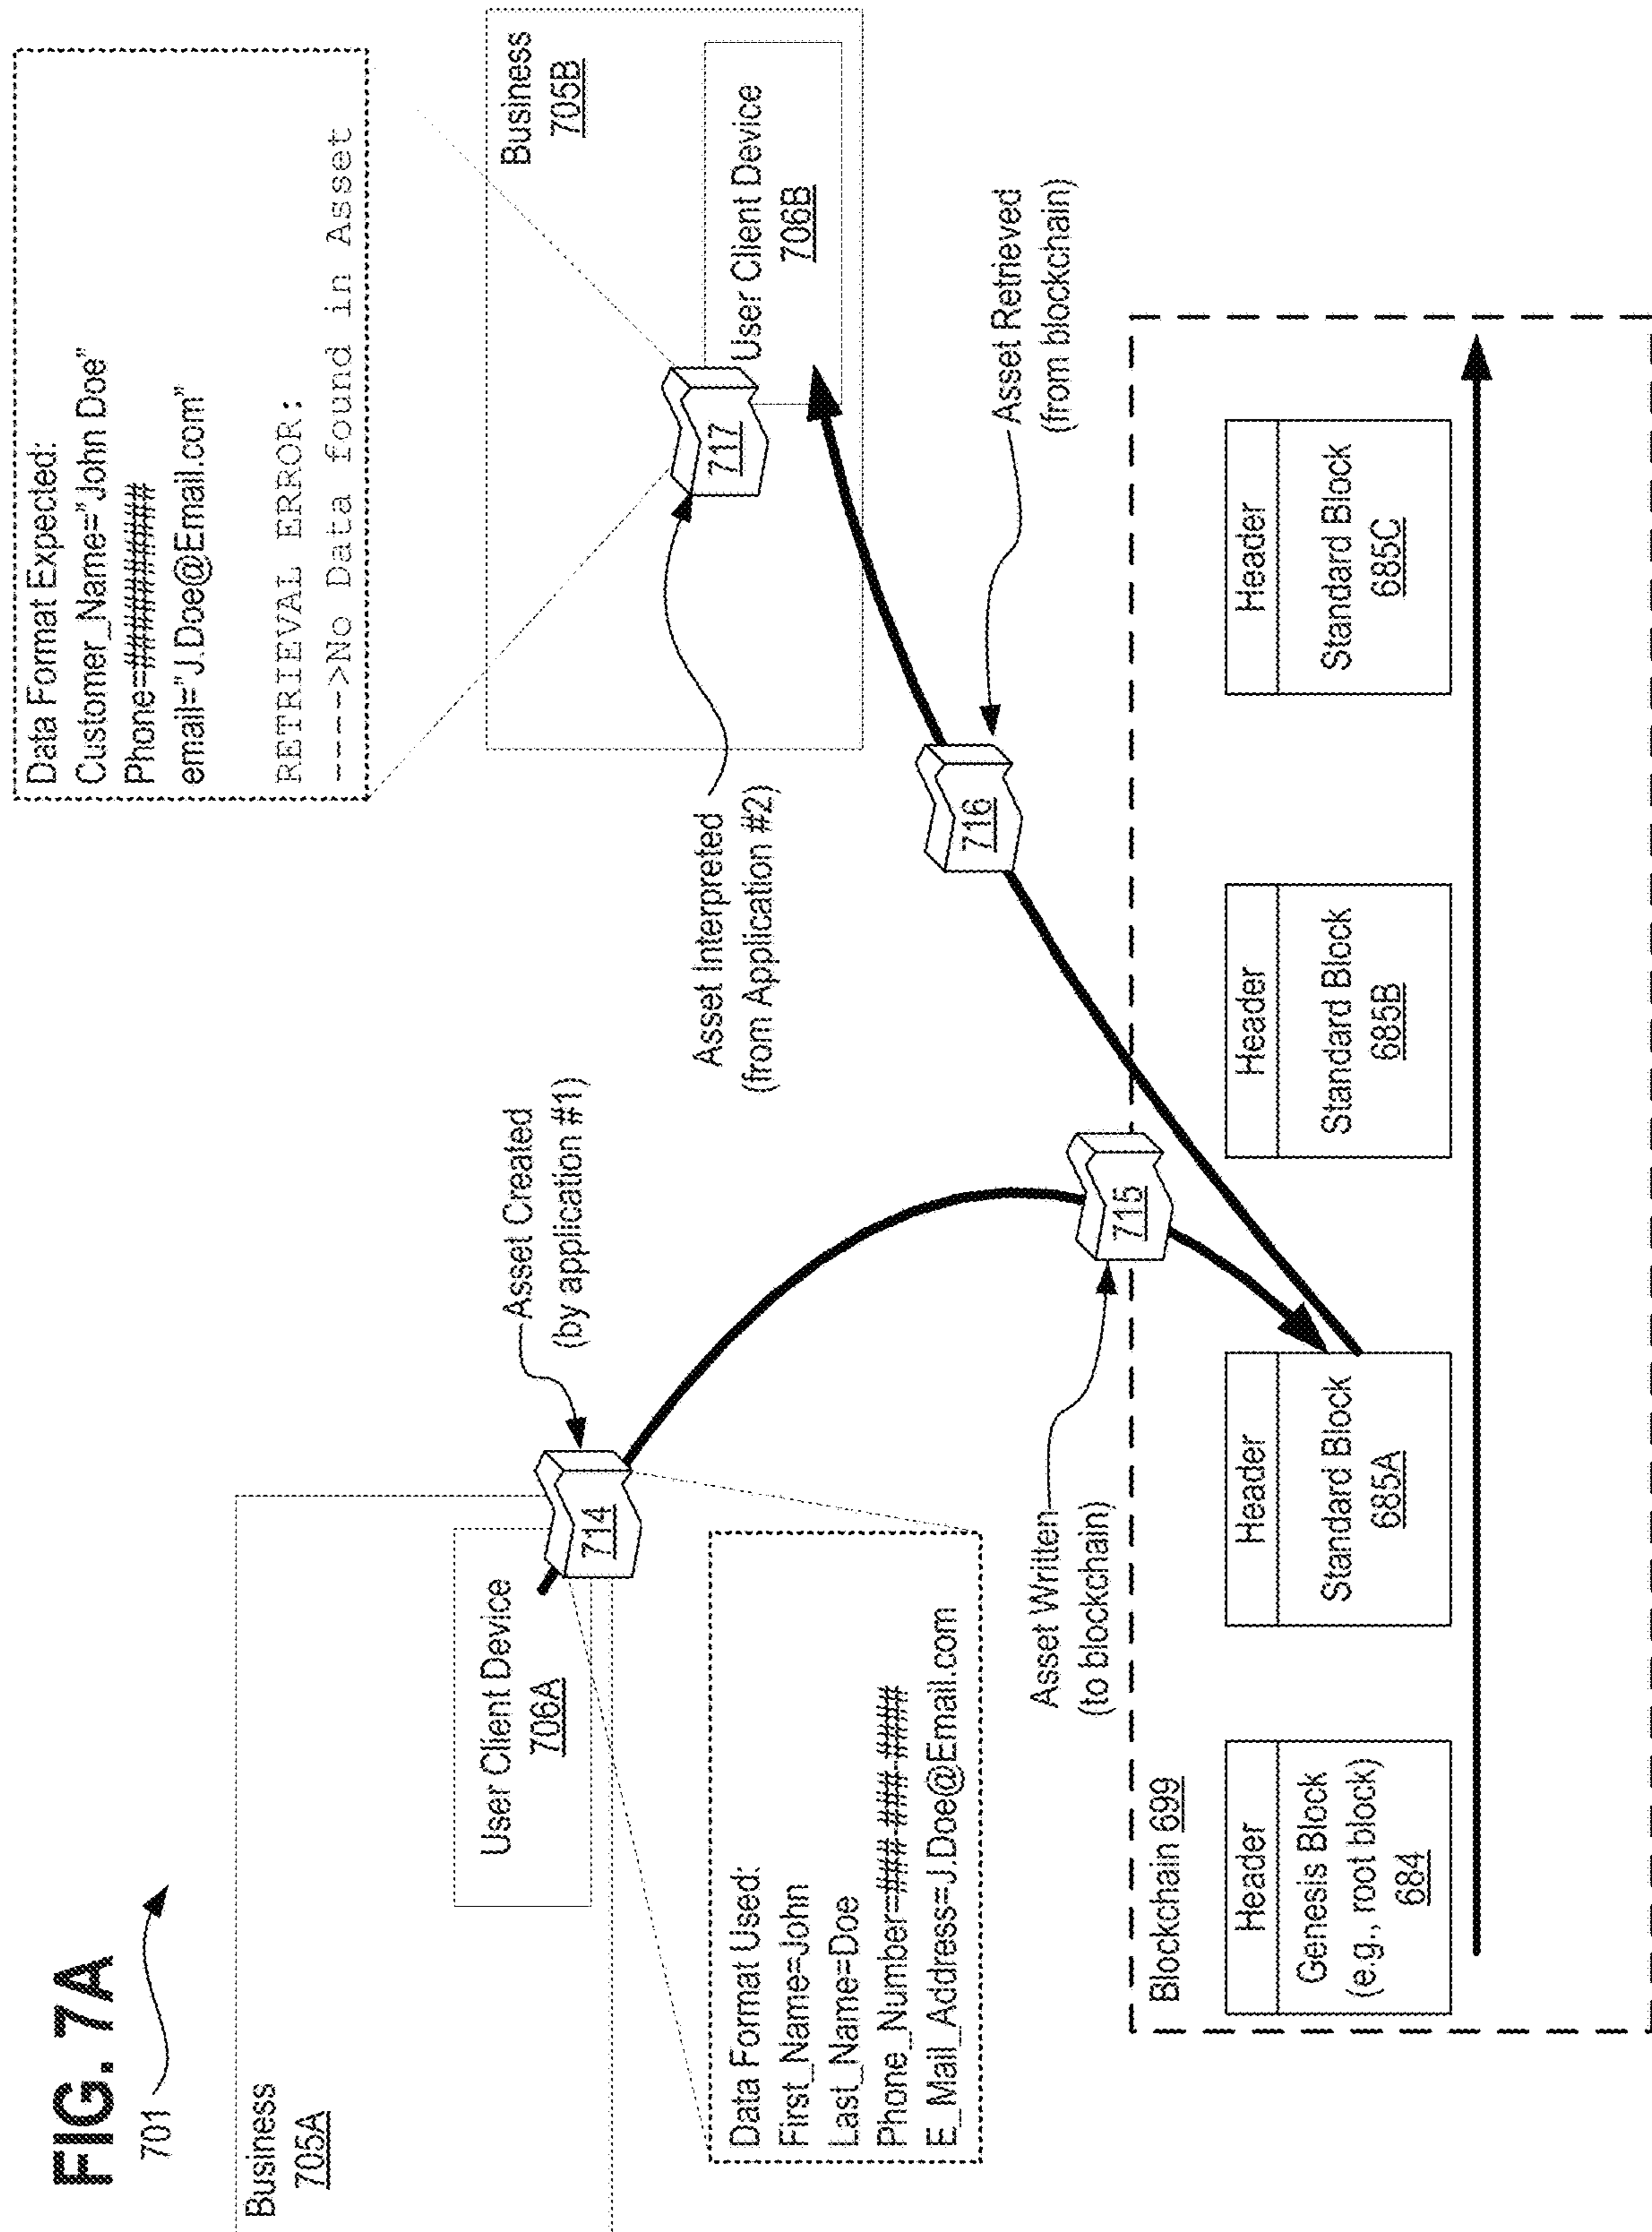 FIG. 7A
701
Business
705A
User Client Device
706A
714
Asset Created
(by application #1)
Data Format Used:
First_Name=John
Last_Name=Doe
Phone_Number=###-###-####
E_Mail_Address=J.Doe@Email.com
Data Format Expected:
Customer_Name="John Doe"
Phone=##########
email="J.Doe@Email.com"
RETRIEVAL ERROR:
---->No Data found in Asset
Business
705B
User Client Device
706B
717
Asset Interpreted
(from Application #2)
716
Asset Retrieved
(from blockchain)
715
Asset Written
(to blockchain)
Blockchain 699
Header
Genesis Block
(e.g., root block)
684
Header
Standard Block
685A
Header
Standard Block
685B
Header
Standard Block
685C